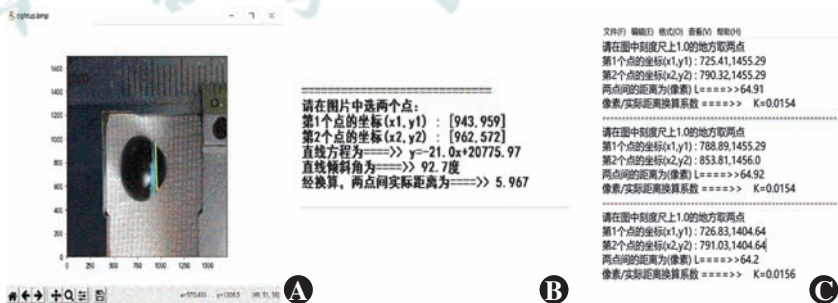 rightup.bmp
1600
1400
1200
1000
800
600
400
200
0
0 250 500 750 1000 1250 1500
A
请在图片中选两个点：
第1个点的坐标(x1,y1) : [943,959]
第2个点的坐标(x2,y2) : [962,572]
直线方程为====>> y=-21.0x+20775.97
直线倾斜角为====>> 92.7度
经换算，两点间实际距离为====>> 5.967
B
文件(F) 编辑(E) 格式(O) 查看(V) 帮助(H)
请在图中刻度尺上1.0的地方取两点
第1个点的坐标(x1,y1) : 725.41,1455.29
第2个点的坐标(x2,y2) : 790.32,1455.29
两点间的距离为(像素) L====>>64.91
像素/实际距离换算系数 ====>> K=0.0154
请在图中刻度尺上1.0的地方取两点
第1个点的坐标(x1,y1) : 788.89,1455.29
第2个点的坐标(x2,y2) : 853.81,1456.0
两点间的距离为(像素) L====>>64.92
像素/实际距离换算系数 ====>> K=0.0154
请在图中刻度尺上1.0的地方取两点
第1个点的坐标(x1,y1) : 726.83,1404.64
第2个点的坐标(x2,y2) : 791.03,1404.64
两点间的距离为(像素) L====>>64.2
像素/实际距离换算系数 ====>> K=0.0156
C